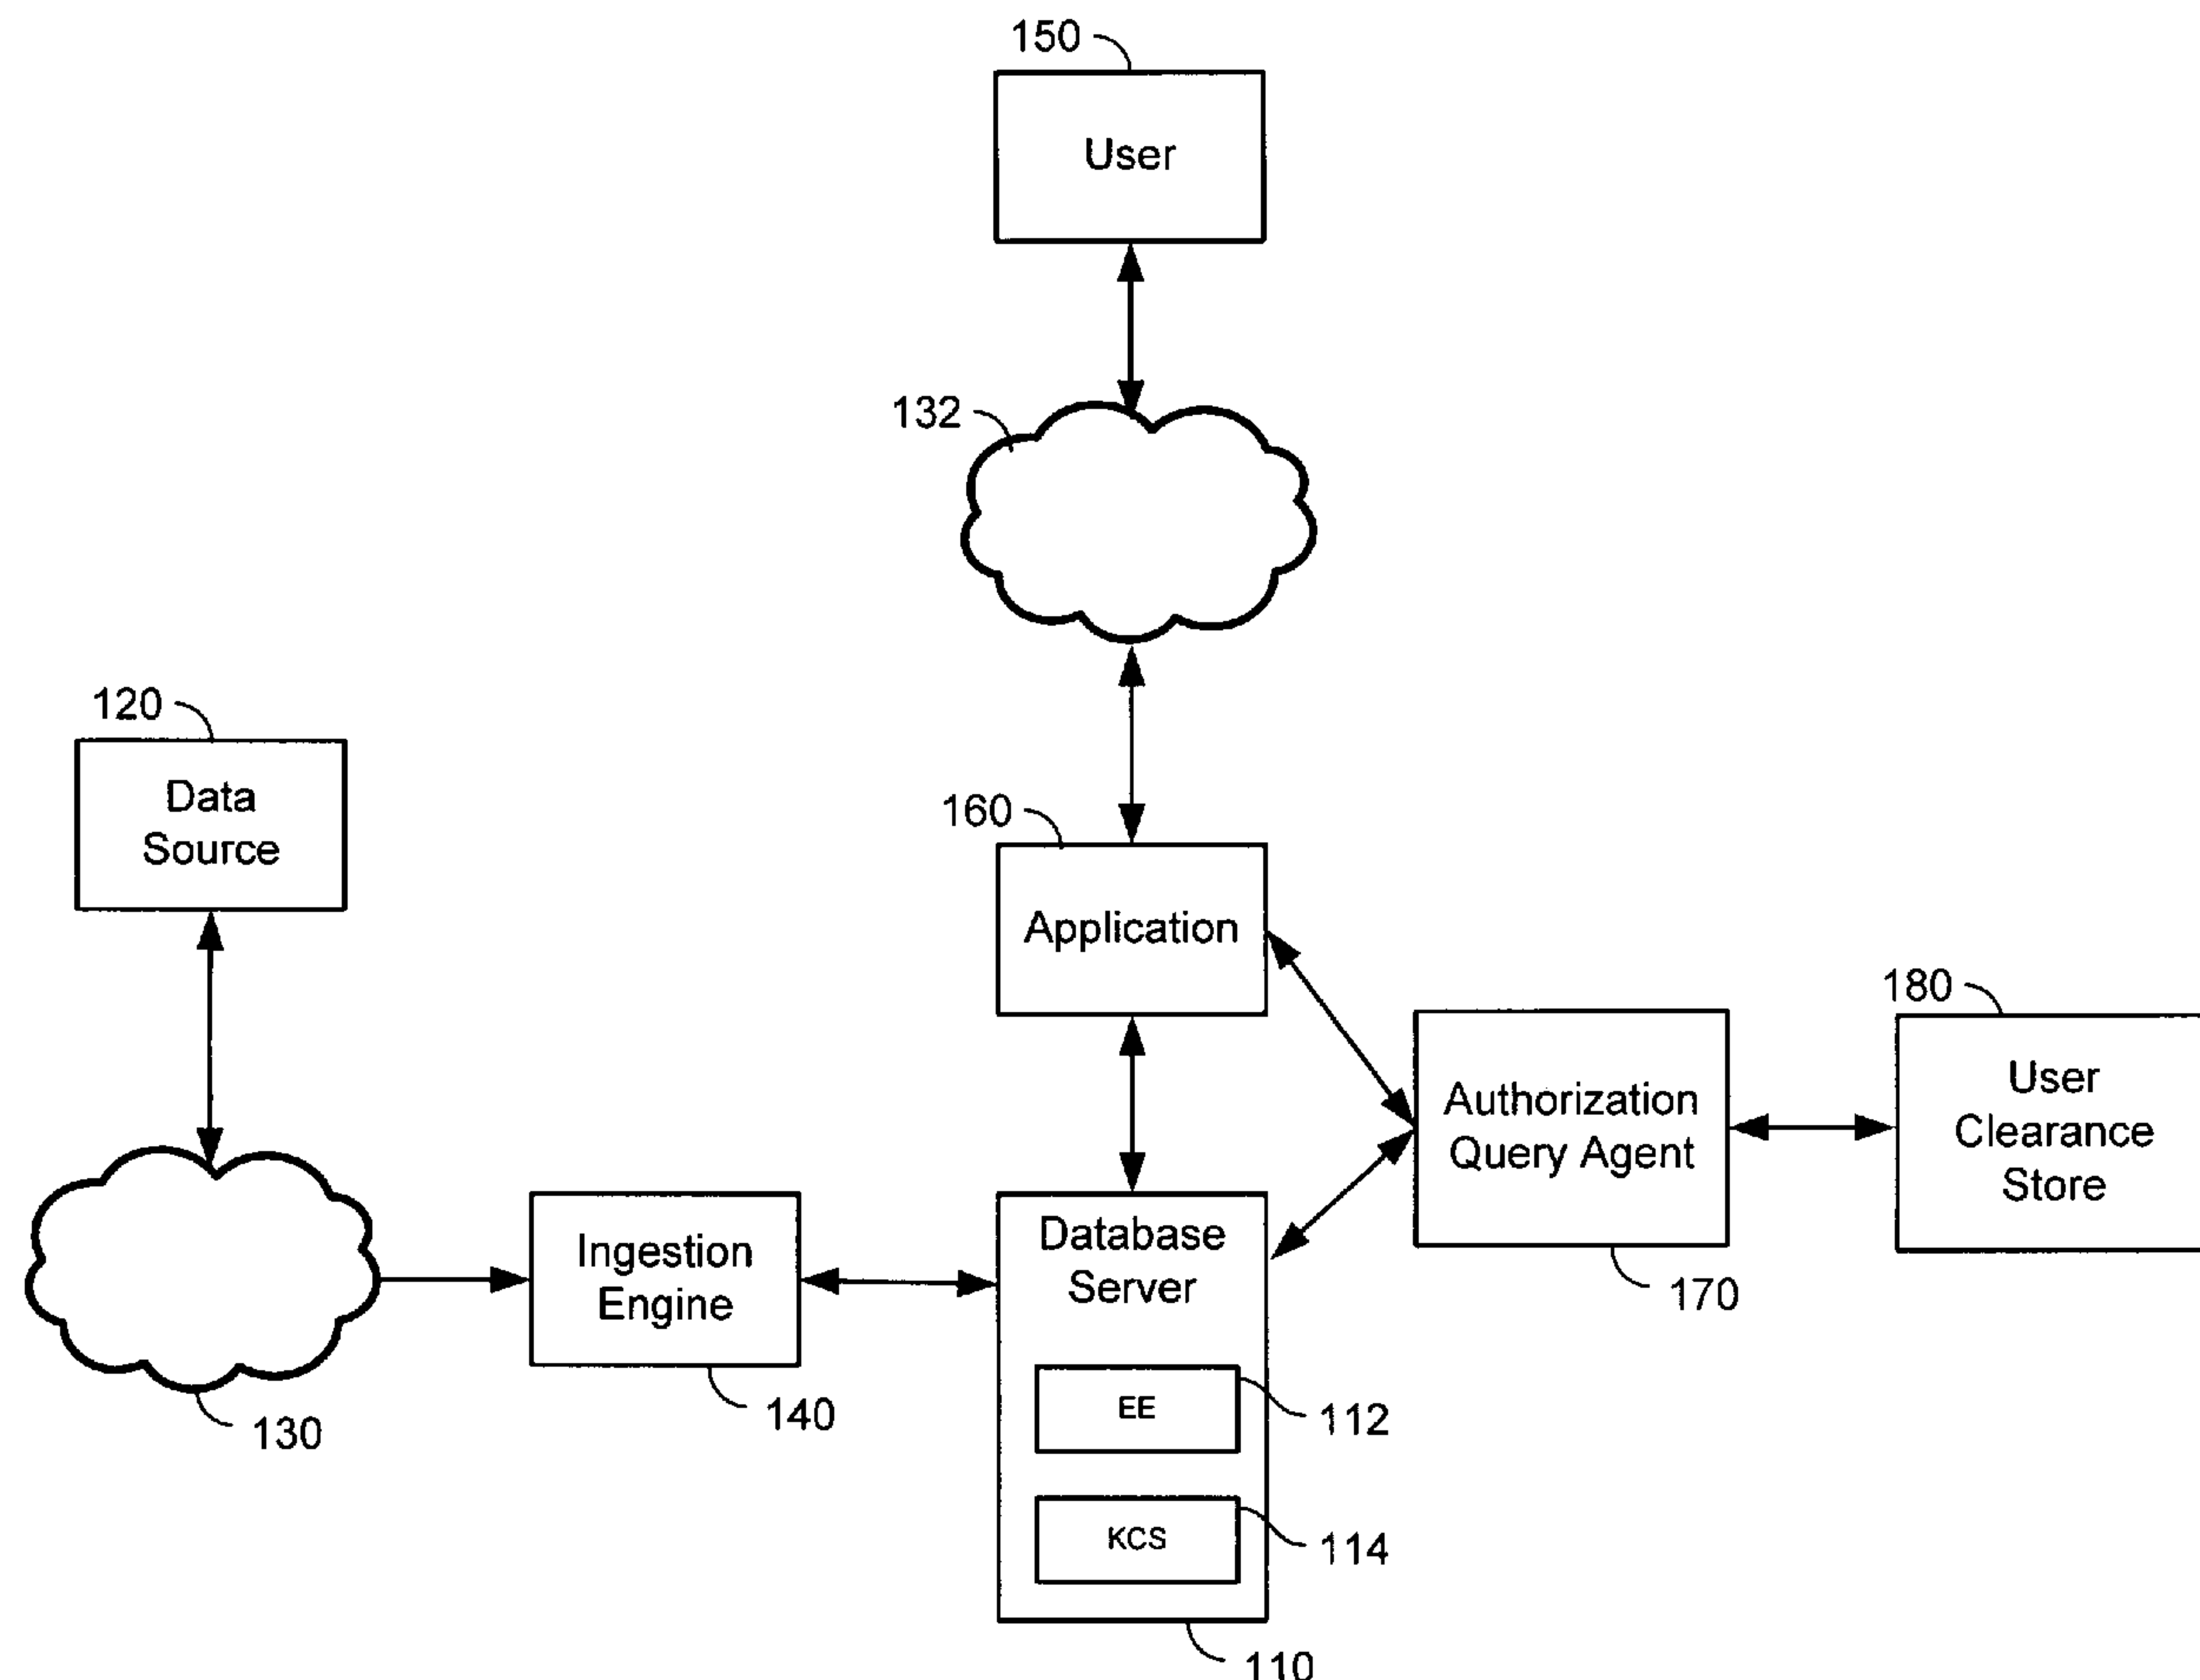 150
User
132
120
Data
Source
160
Application
180
User
Clearance
Store
Authorization
Query Agent
170
Ingestion
Engine
140
130
Database
Server
EE
112
KCS
114
110